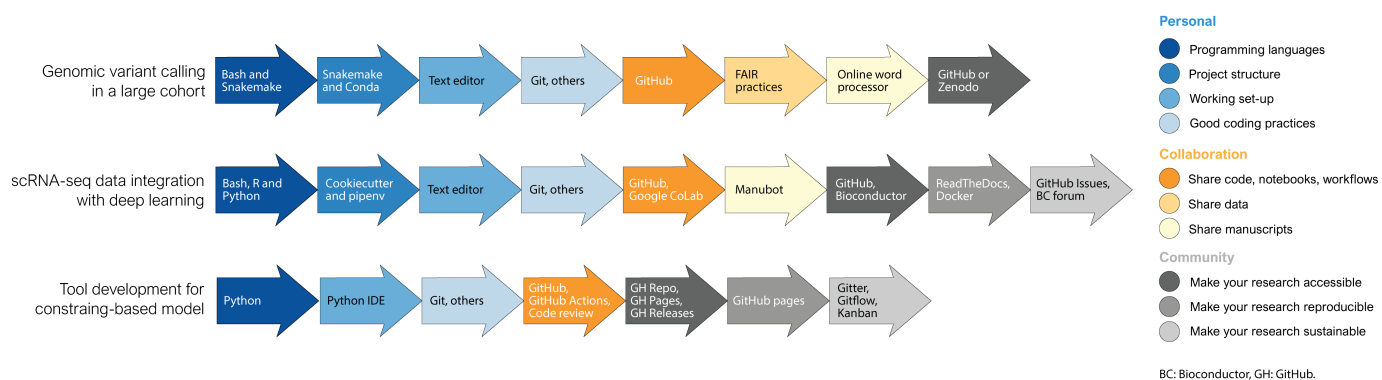 Genomic variant calling
in a large cohort
Bash and
Snakemake
Snakemake
and Conda
Text editor
Git, others
GitHub
FAIR
practices
Online word
processor
GitHub or
Zenodo
scRNA-seq data integration
with deep learning
Bash, R and
Python
Cookiecutter
and pipenv
Text editor
Git, others
GitHub,
Google CoLab
Manubot
GitHub,
Bioconductor
ReadTheDocs,
Docker
GitHub Issues,
BC forum
Tool development for
constraing-based model
Python
Python IDE
Git, others
GitHub,
GitHub Actions,
Code review
GH Repo,
GH Pages,
GH Releases
GitHub pages
Gitter,
Gitflow,
Kanban
Personal
Programming languages
Project structure
Working set-up
Good coding practices
Collaboration
Share code, notebooks, workflows
Share data
Share manuscripts
Community
Make your research accessible
Make your research reproducible
Make your research sustainable
BC: Bioconductor, GH: GitHub.